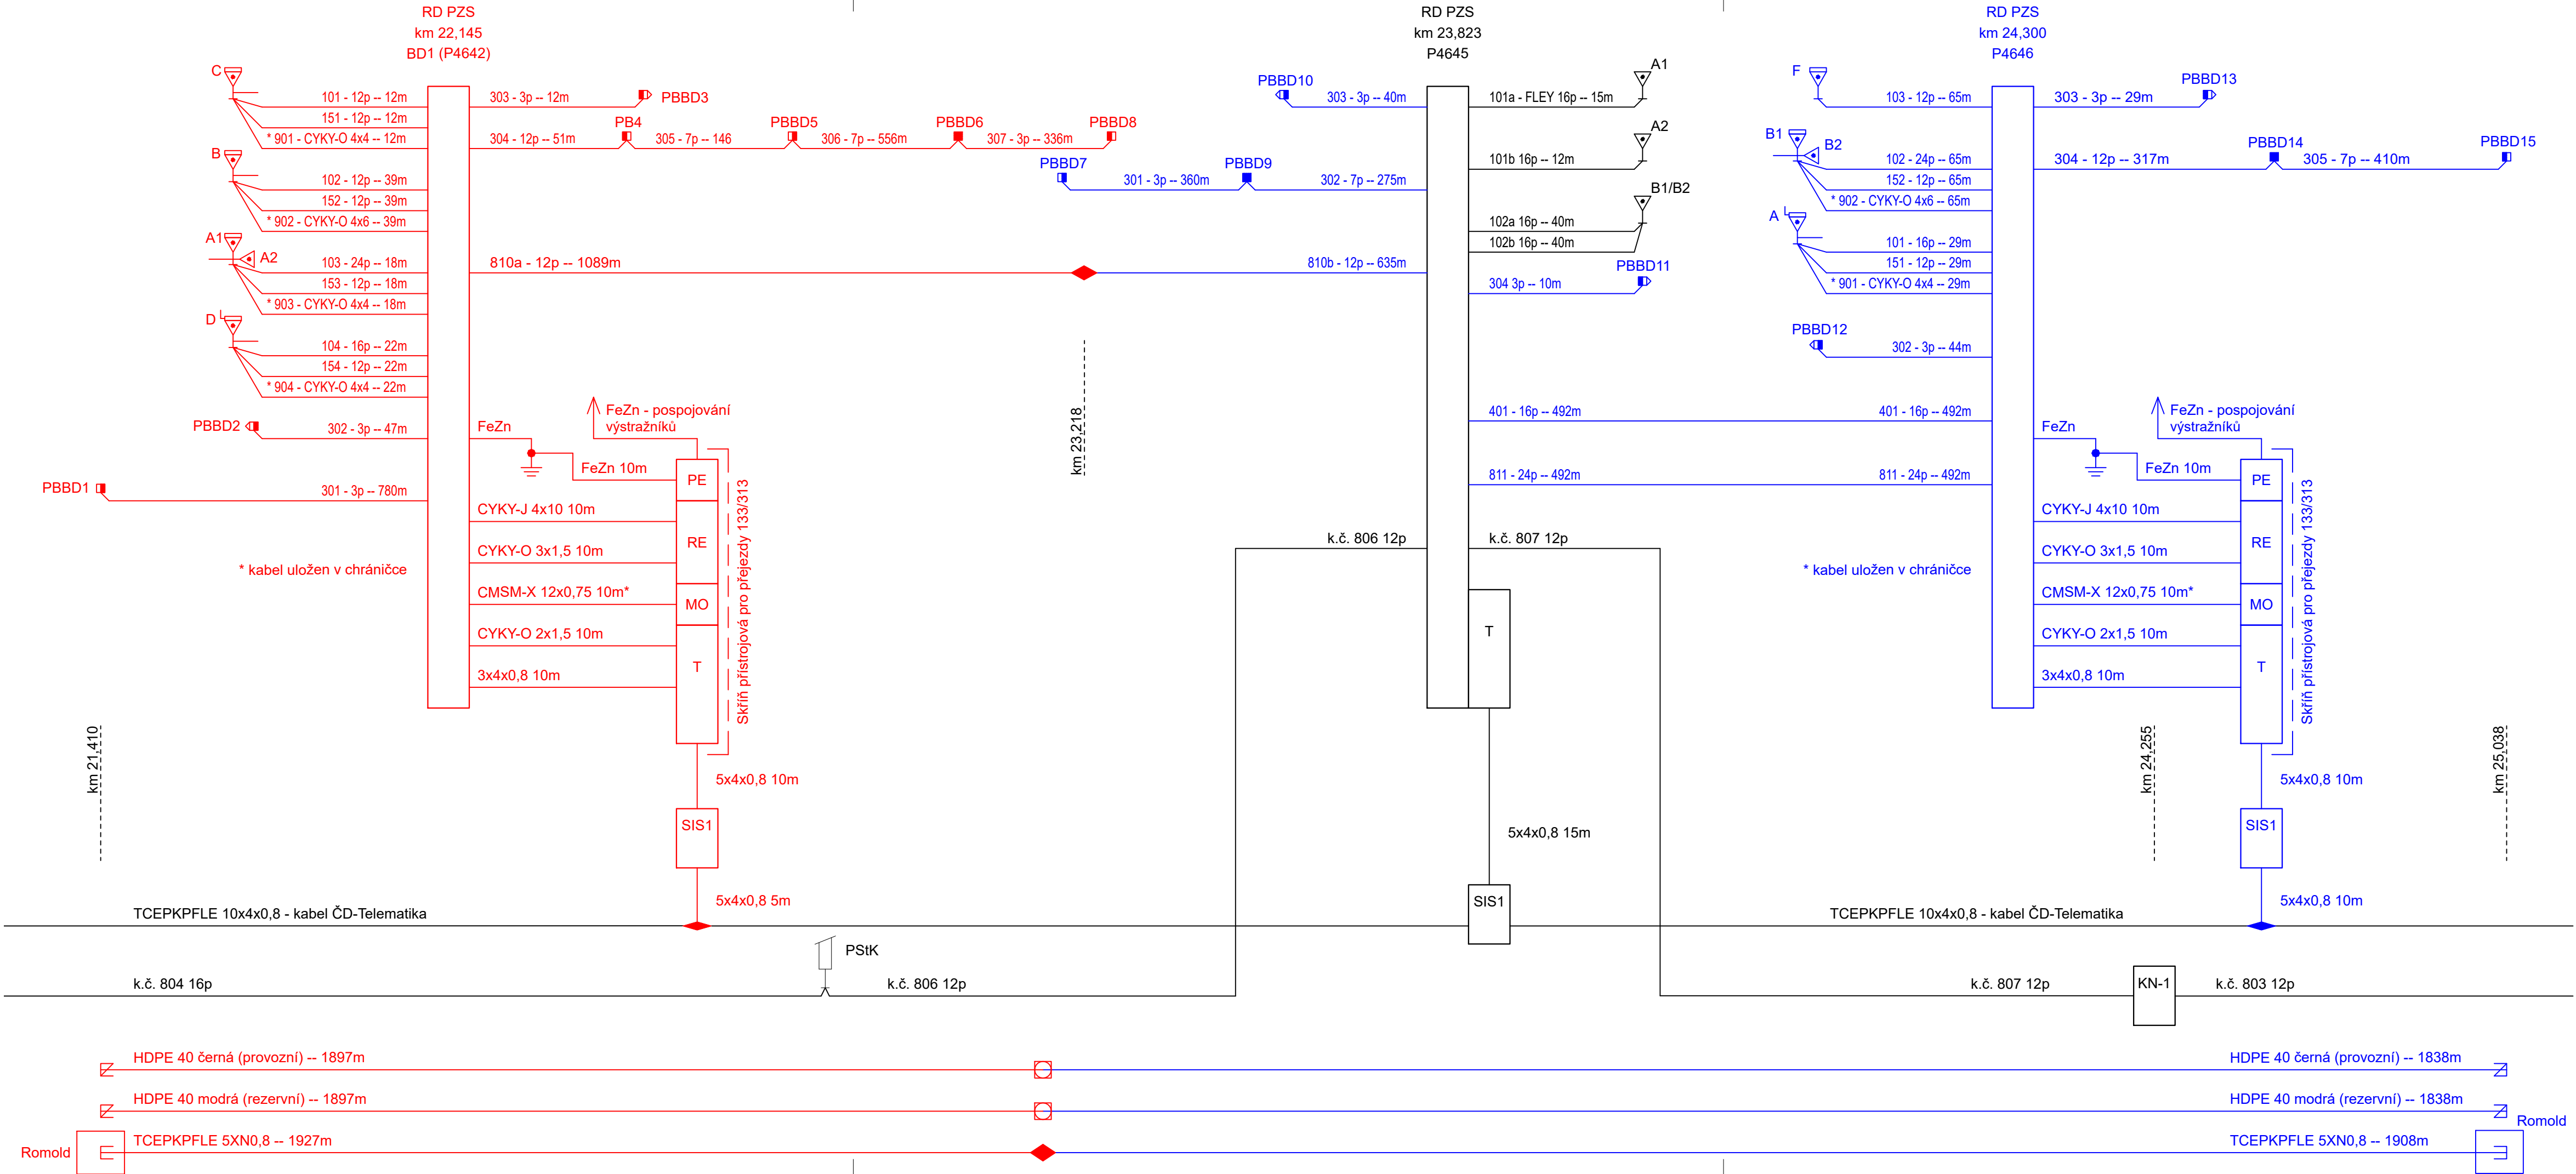 RD PZS
km 22,145
BD1 (P4642)
C
101 - 12p -- 12m
151 - 12p -- 12m
* 901 - CYKY-O 4x4 -- 12m
B
102 - 12p -- 39m
152 - 12p -- 39m
* 902 - CYKY-O 4x6 -- 39m
A1
A2
103 - 24p -- 18m
153 - 12p -- 18m
* 903 - CYKY-O 4x4 -- 18m
D
104 - 16p -- 22m
154 - 12p -- 22m
* 904 - CYKY-O 4x4 -- 22m
PBBD2
302 - 3p -- 47m
PBBD1
301 - 3p -- 780m
* kabel uložen v chráničce
303 - 3p -- 12m
PBBD3
304 - 12p -- 51m
PB4
305 - 7p -- 146
PBBD5
306 - 7p -- 556m
PBBD6
307 - 3p -- 336m
PBBD8
810a - 12p -- 1089m
FeZn
FeZn - pospojování
výstražníků
FeZn 10m
PE
CYKY-J 4x10 10m
RE
CYKY-O 3x1,5 10m
CMSM-X 12x0,75 10m*
MO
CYKY-O 2x1,5 10m
T
3x4x0,8 10m
Skříň přístrojová pro přejezdy 133/313
5x4x0,8 10m
SIS1
5x4x0,8 5m
km 21,410
km 23,218
RD PZS
km 23,823
P4645
PBBD10
303 - 3p -- 40m
PBBD7
301 - 3p -- 360m
PBBD9
302 - 7p -- 275m
810b - 12p -- 635m
101a - FLEY 16p -- 15m
A1
101b 16p -- 12m
A2
B1/B2
102a 16p -- 40m
102b 16p -- 40m
PBBD11
304 3p -- 10m
401 - 16p -- 492m
401 - 16p -- 492m
811 - 24p -- 492m
811 - 24p -- 492m
k.č. 806 12p
k.č. 807 12p
T
5x4x0,8 15m
SIS1
RD PZS
km 24,300
P4646
F
103 - 12p -- 65m
B1
B2
102 - 24p -- 65m
152 - 12p -- 65m
* 902 - CYKY-O 4x6 -- 65m
A
101 - 16p -- 29m
151 - 12p -- 29m
* 901 - CYKY-O 4x4 -- 29m
PBBD12
302 - 3p -- 44m
* kabel uložen v chráničce
303 - 3p -- 29m
PBBD13
304 - 12p -- 317m
PBBD14
305 - 7p -- 410m
PBBD15
FeZn
FeZn - pospojování
výstražníků
FeZn 10m
PE
CYKY-J 4x10 10m
RE
CYKY-O 3x1,5 10m
CMSM-X 12x0,75 10m*
MO
CYKY-O 2x1,5 10m
T
3x4x0,8 10m
Skříň přístrojová pro přejezdy 133/313
km 24,255
km 25,038
5x4x0,8 10m
SIS1
5x4x0,8 10m
TCEPKPFLE 10x4x0,8 - kabel ČD-Telematika
TCEPKPFLE 10x4x0,8 - kabel ČD-Telematika
PStK
k.č. 804 16p
k.č. 806 12p
k.č. 807 12p
KN-1
k.č. 803 12p
HDPE 40 černá (provozní) -- 1897m
HDPE 40 černá (provozní) -- 1838m
HDPE 40 modrá (rezervní) -- 1897m
HDPE 40 modrá (rezervní) -- 1838m
Romold
TCEPKPFLE 5XN0,8 -- 1927m
TCEPKPFLE 5XN0,8 -- 1908m
Romold